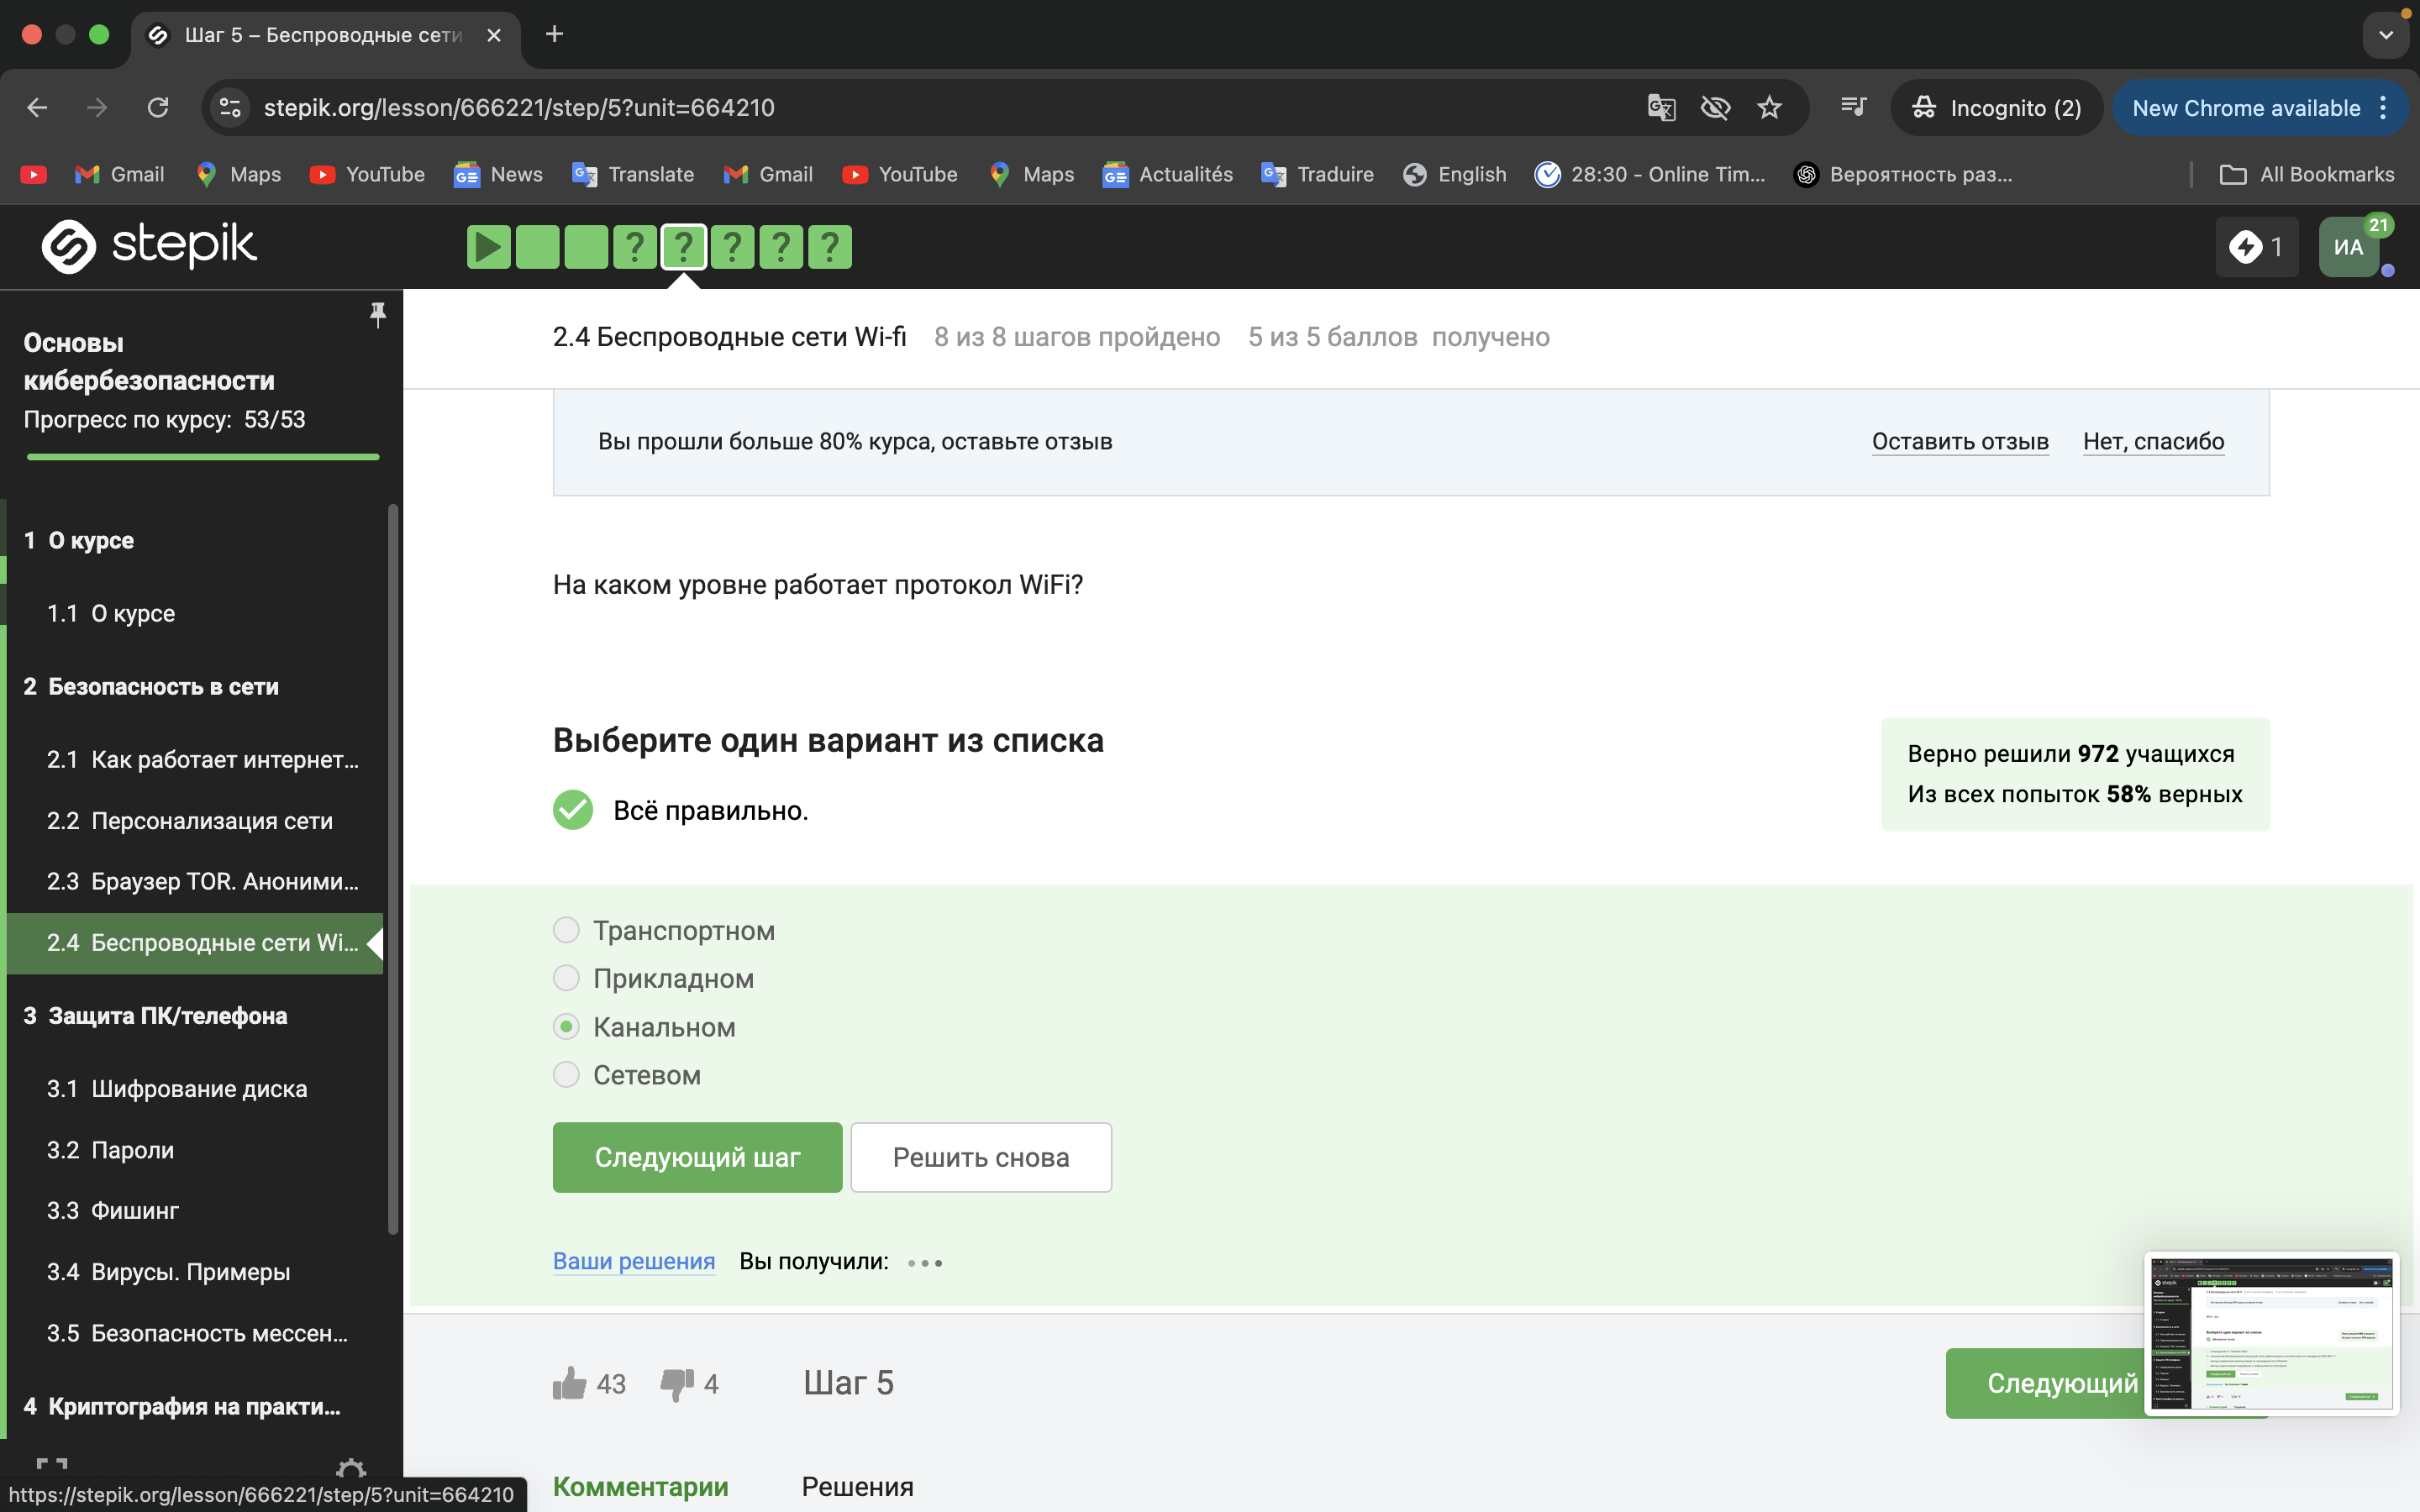 Шаг 5 – Беспроводные сети
stepik.org/lesson/666221/step/5?unit=664210
Incognito (2)
New Chrome available
Gmail
Maps
YouTube
News
Translate
Gmail
YouTube
Maps
Actualités
Traduire
English
28:30 - Online Tim...
Вероятность раз...
All Bookmarks
stepik
? ? ? ? ?
1
ИА
21
Основы
кибербезопасности
Прогресс по курсу: 53/53
1 О курсе
1.1 О курсе
2 Безопасность в сети
2.1 Как работает интернет...
2.2 Персонализация сети
2.3 Браузер TOR. Аноними...
2.4 Беспроводные сети Wi...
3 Защита ПК/телефона
3.1 Шифрование диска
3.2 Пароли
3.3 Фишинг
3.4 Вирусы. Примеры
3.5 Безопасность мессен...
4 Криптография на практи...
https://stepik.org/lesson/666221/step/5?unit=664210
2.4 Беспроводные сети Wi-fi 8 из 8 шагов пройдено 5 из 5 баллов получено
Вы прошли больше 80% курса, оставьте отзыв
Оставить отзыв
Нет, спасибо
На каком уровне работает протокол WiFi?
Выберите один вариант из списка
Всё правильно.
Верно решили 972 учащихся
Из всех попыток 58% верных
Транспортном
Прикладном
Канальном
Сетевом
Следующий шаг
Решить снова
Ваши решения Вы получили:
43
4
Шаг 5
Следующий
Комментарии
Решения